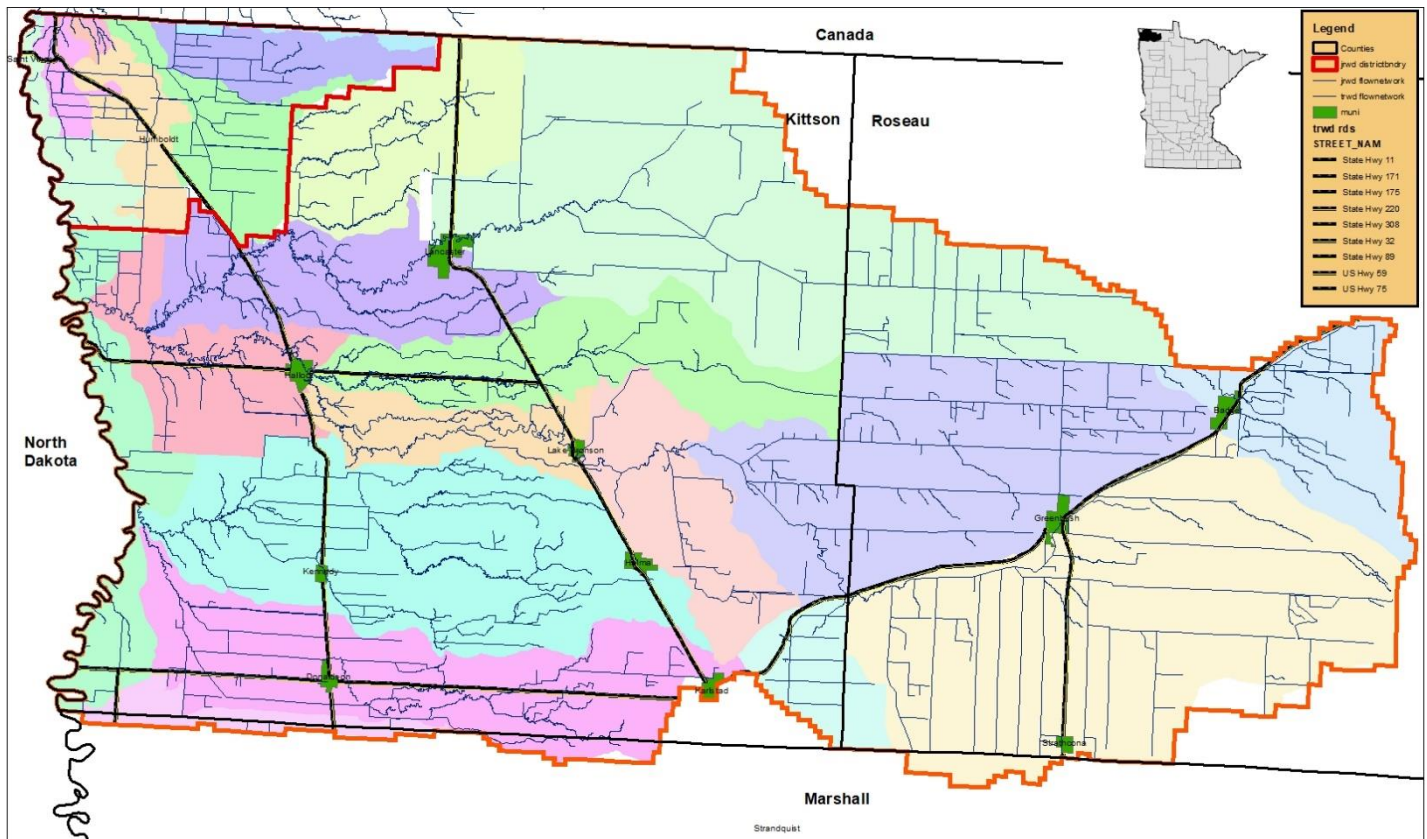 Canada
Saint V
Humboldt
Kittson
Roseau
Lancaster
Hallock
North
Dakota
Badger
Lake Bronson
Greenbush
Halma
Kennedy
Donaldson
Karlstad
Strathcona
Marshall
Strandquist
Legend
Counties
jrwd districtbndry
jrwd flownetwork
trwd flownetwork
muni
trwd rds
STREET_NAM
State Hwy 11
State Hwy 171
State Hwy 175
State Hwy 220
State Hwy 308
State Hwy 32
State Hwy 89
US Hwy 59
US Hwy 75